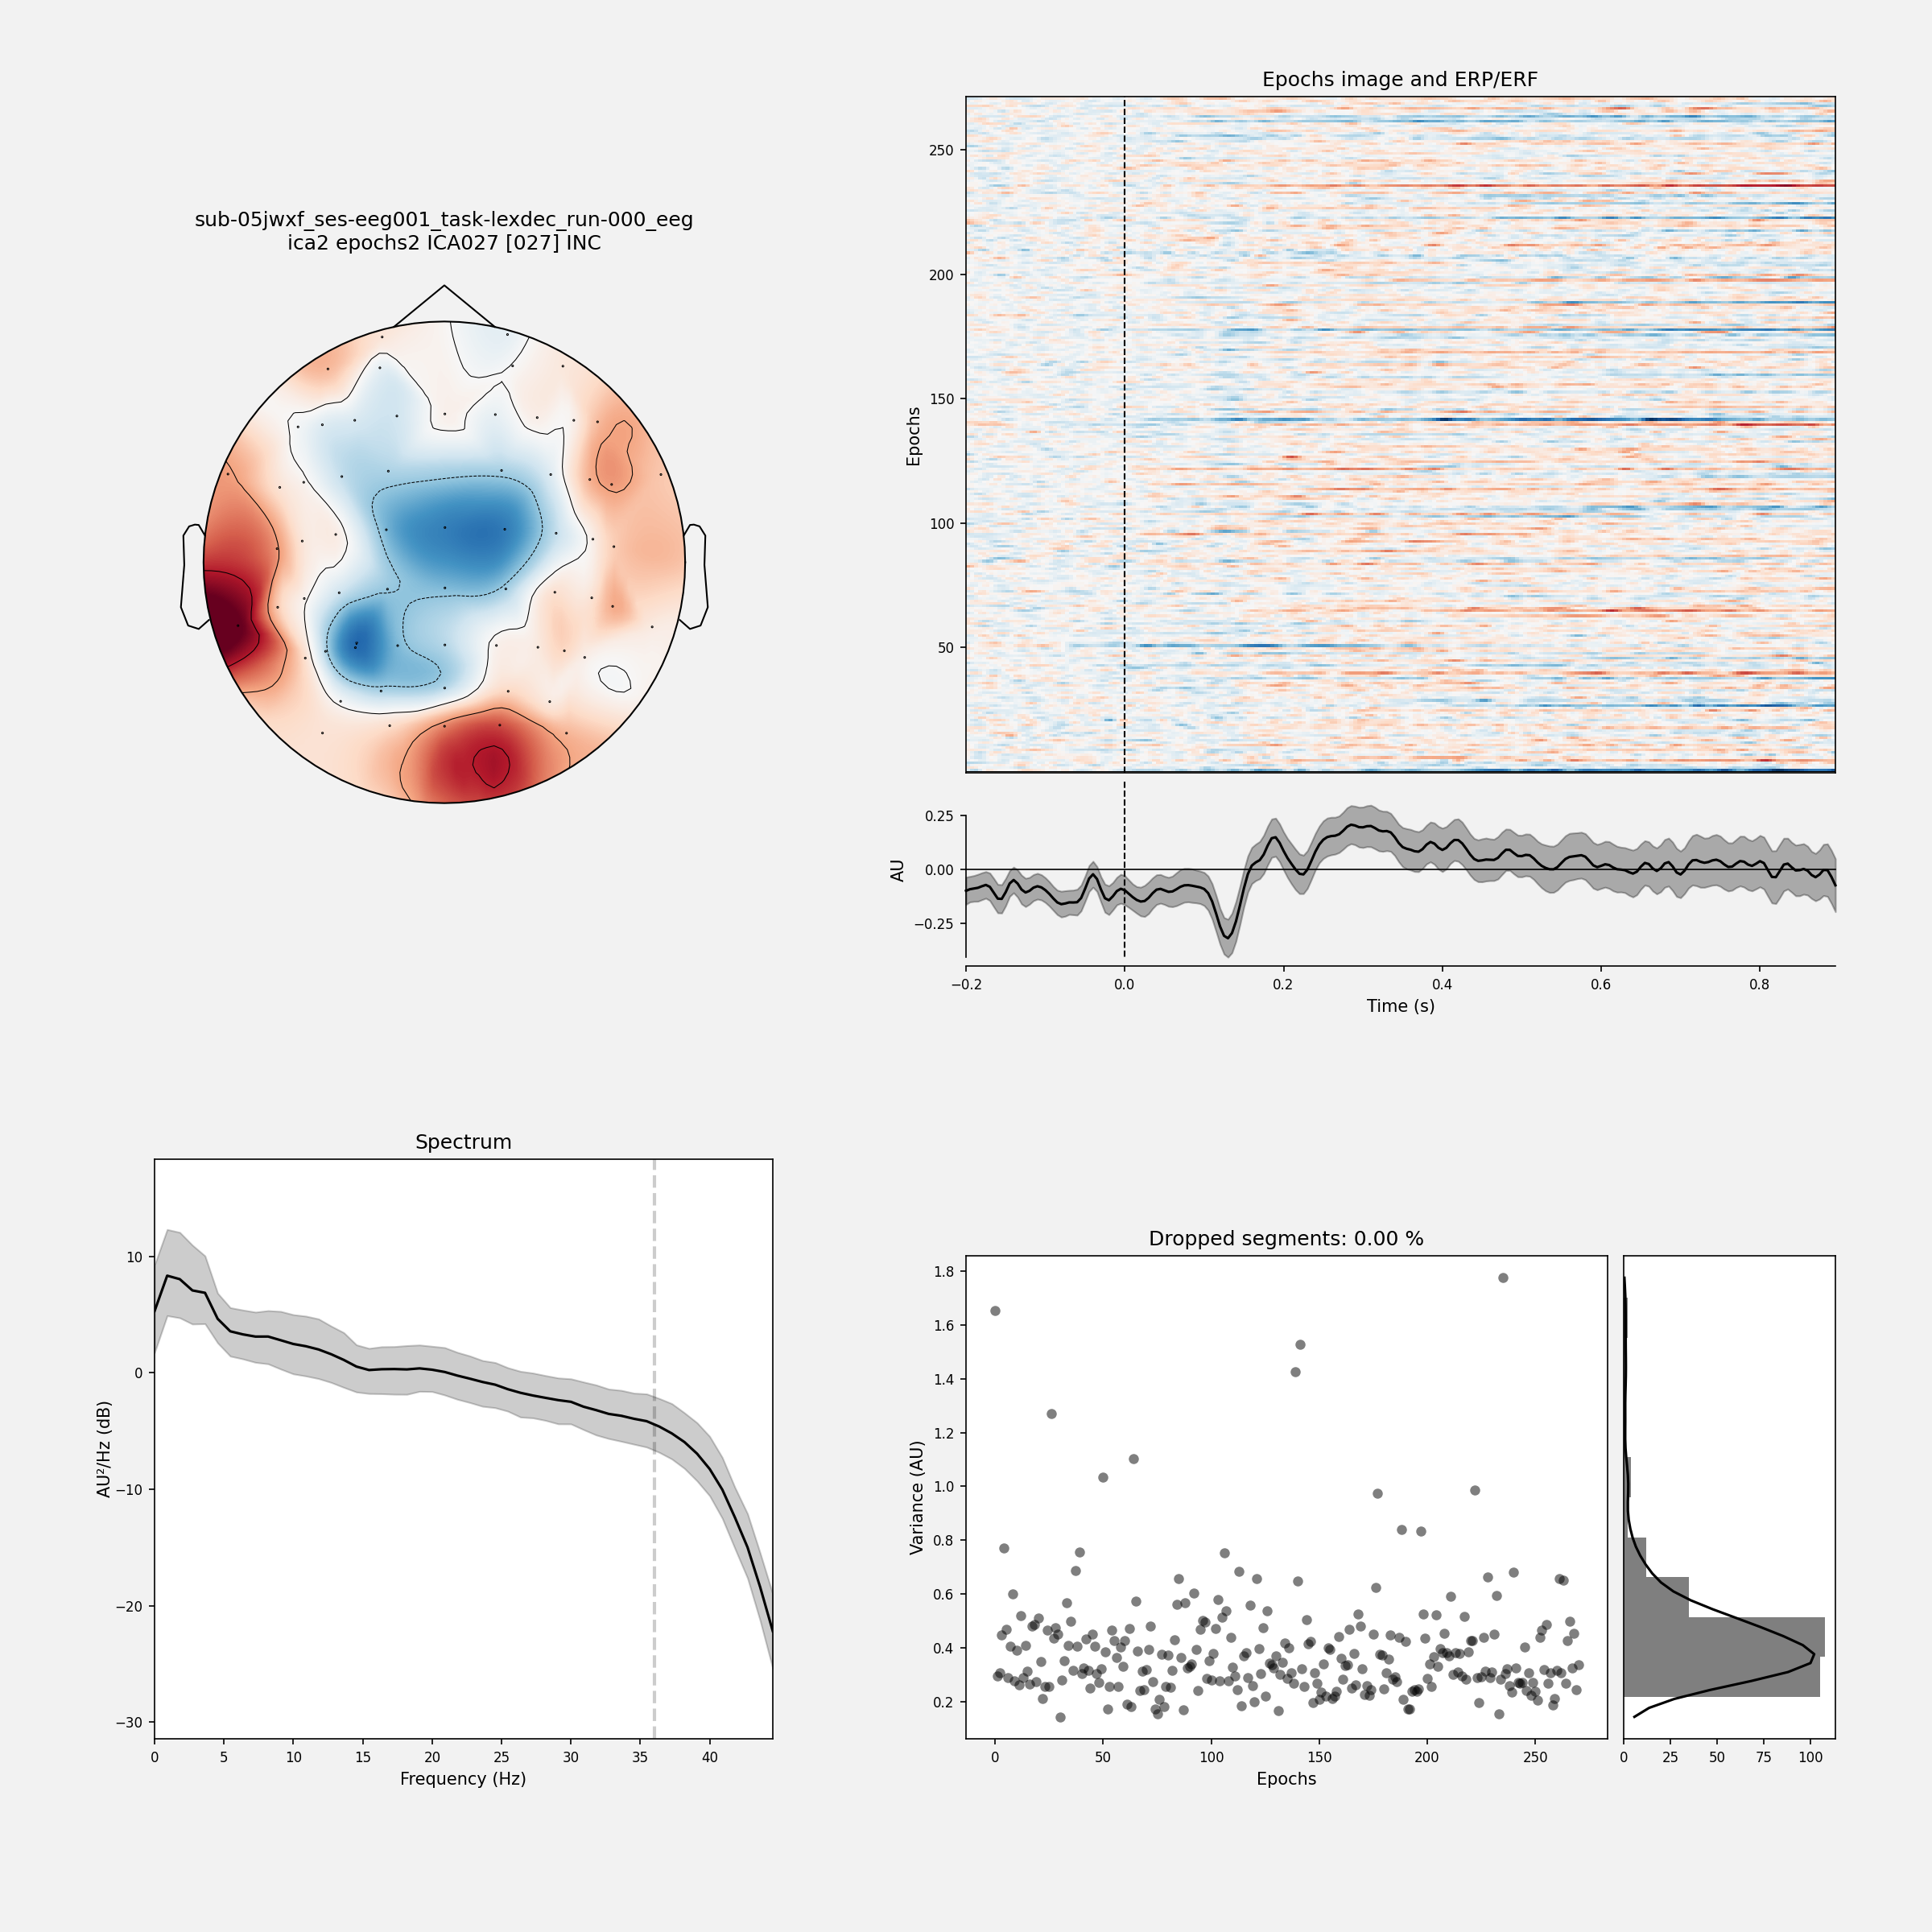 sub-05jwxf_ses-eeg001_task-lexdec_run-000_eeg
ica2 epochs2 ICA027 [027] INC
Epochs image and ERP/ERF
250
200
150
100
50
Epochs
0.25
0.00
−0.25
AU
−0.2 0.0 0.2 0.4 0.6 0.8
Time (s)
Spectrum
10
0
−10
−20
−30
AU²/Hz (dB)
0 5 10 15 20 25 30 35 40
Frequency (Hz)
Dropped segments: 0.00 %
1.8
1.6
1.4
1.2
1.0
0.8
0.6
0.4
0.2
Variance (AU)
0 50 100 150 200 250
Epochs
0 25 50 75 100